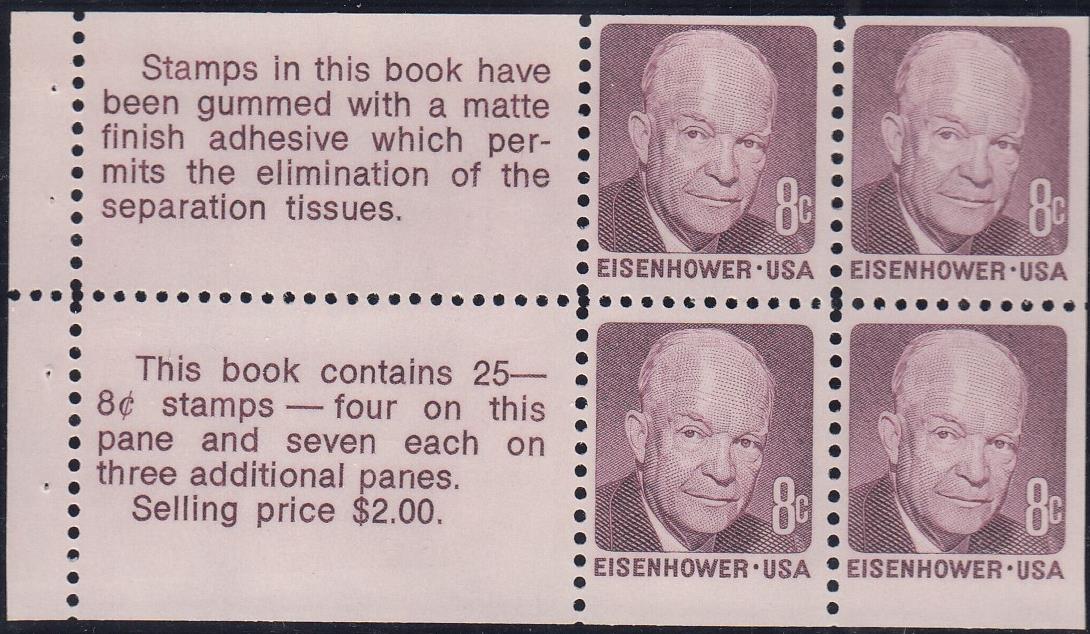 Stamps in this book have
been gummed with a matte
finish adhesive which per-
mits the elimination of the
separation tissues.
8c
8c
EISENHOWER·USA
EISENHOWER·USA
This book contains 25—
8¢ stamps — four on this
pane and seven each on
three additional panes.
Selling price $2.00.
8c
8c
EISENHOWER·USA
EISENHOWER·USA